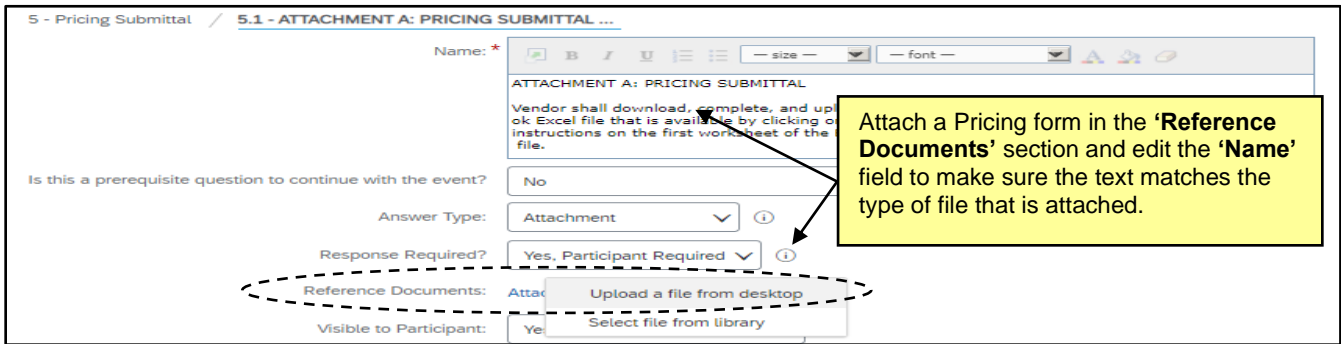 5 - Pricing Submittal / 5.1 - ATTACHMENT A: PRICING SUBMITTAL ...
Name: *
B I U — size — — font — A
ATTACHMENT A: PRICING SUBMITTAL
Vendor shall download, complete, and upl
ok Excel file that is available by clicking o
instructions on the first worksheet of the
file.
Attach a Pricing form in the ‘Reference
Documents’ section and edit the ‘Name’
field to make sure the text matches the
type of file that is attached.
Is this a prerequisite question to continue with the event? No
Answer Type: Attachment
Response Required? Yes, Participant Required
Reference Documents: Attac
Upload a file from desktop
Select file from library
Visible to Participant: Ye